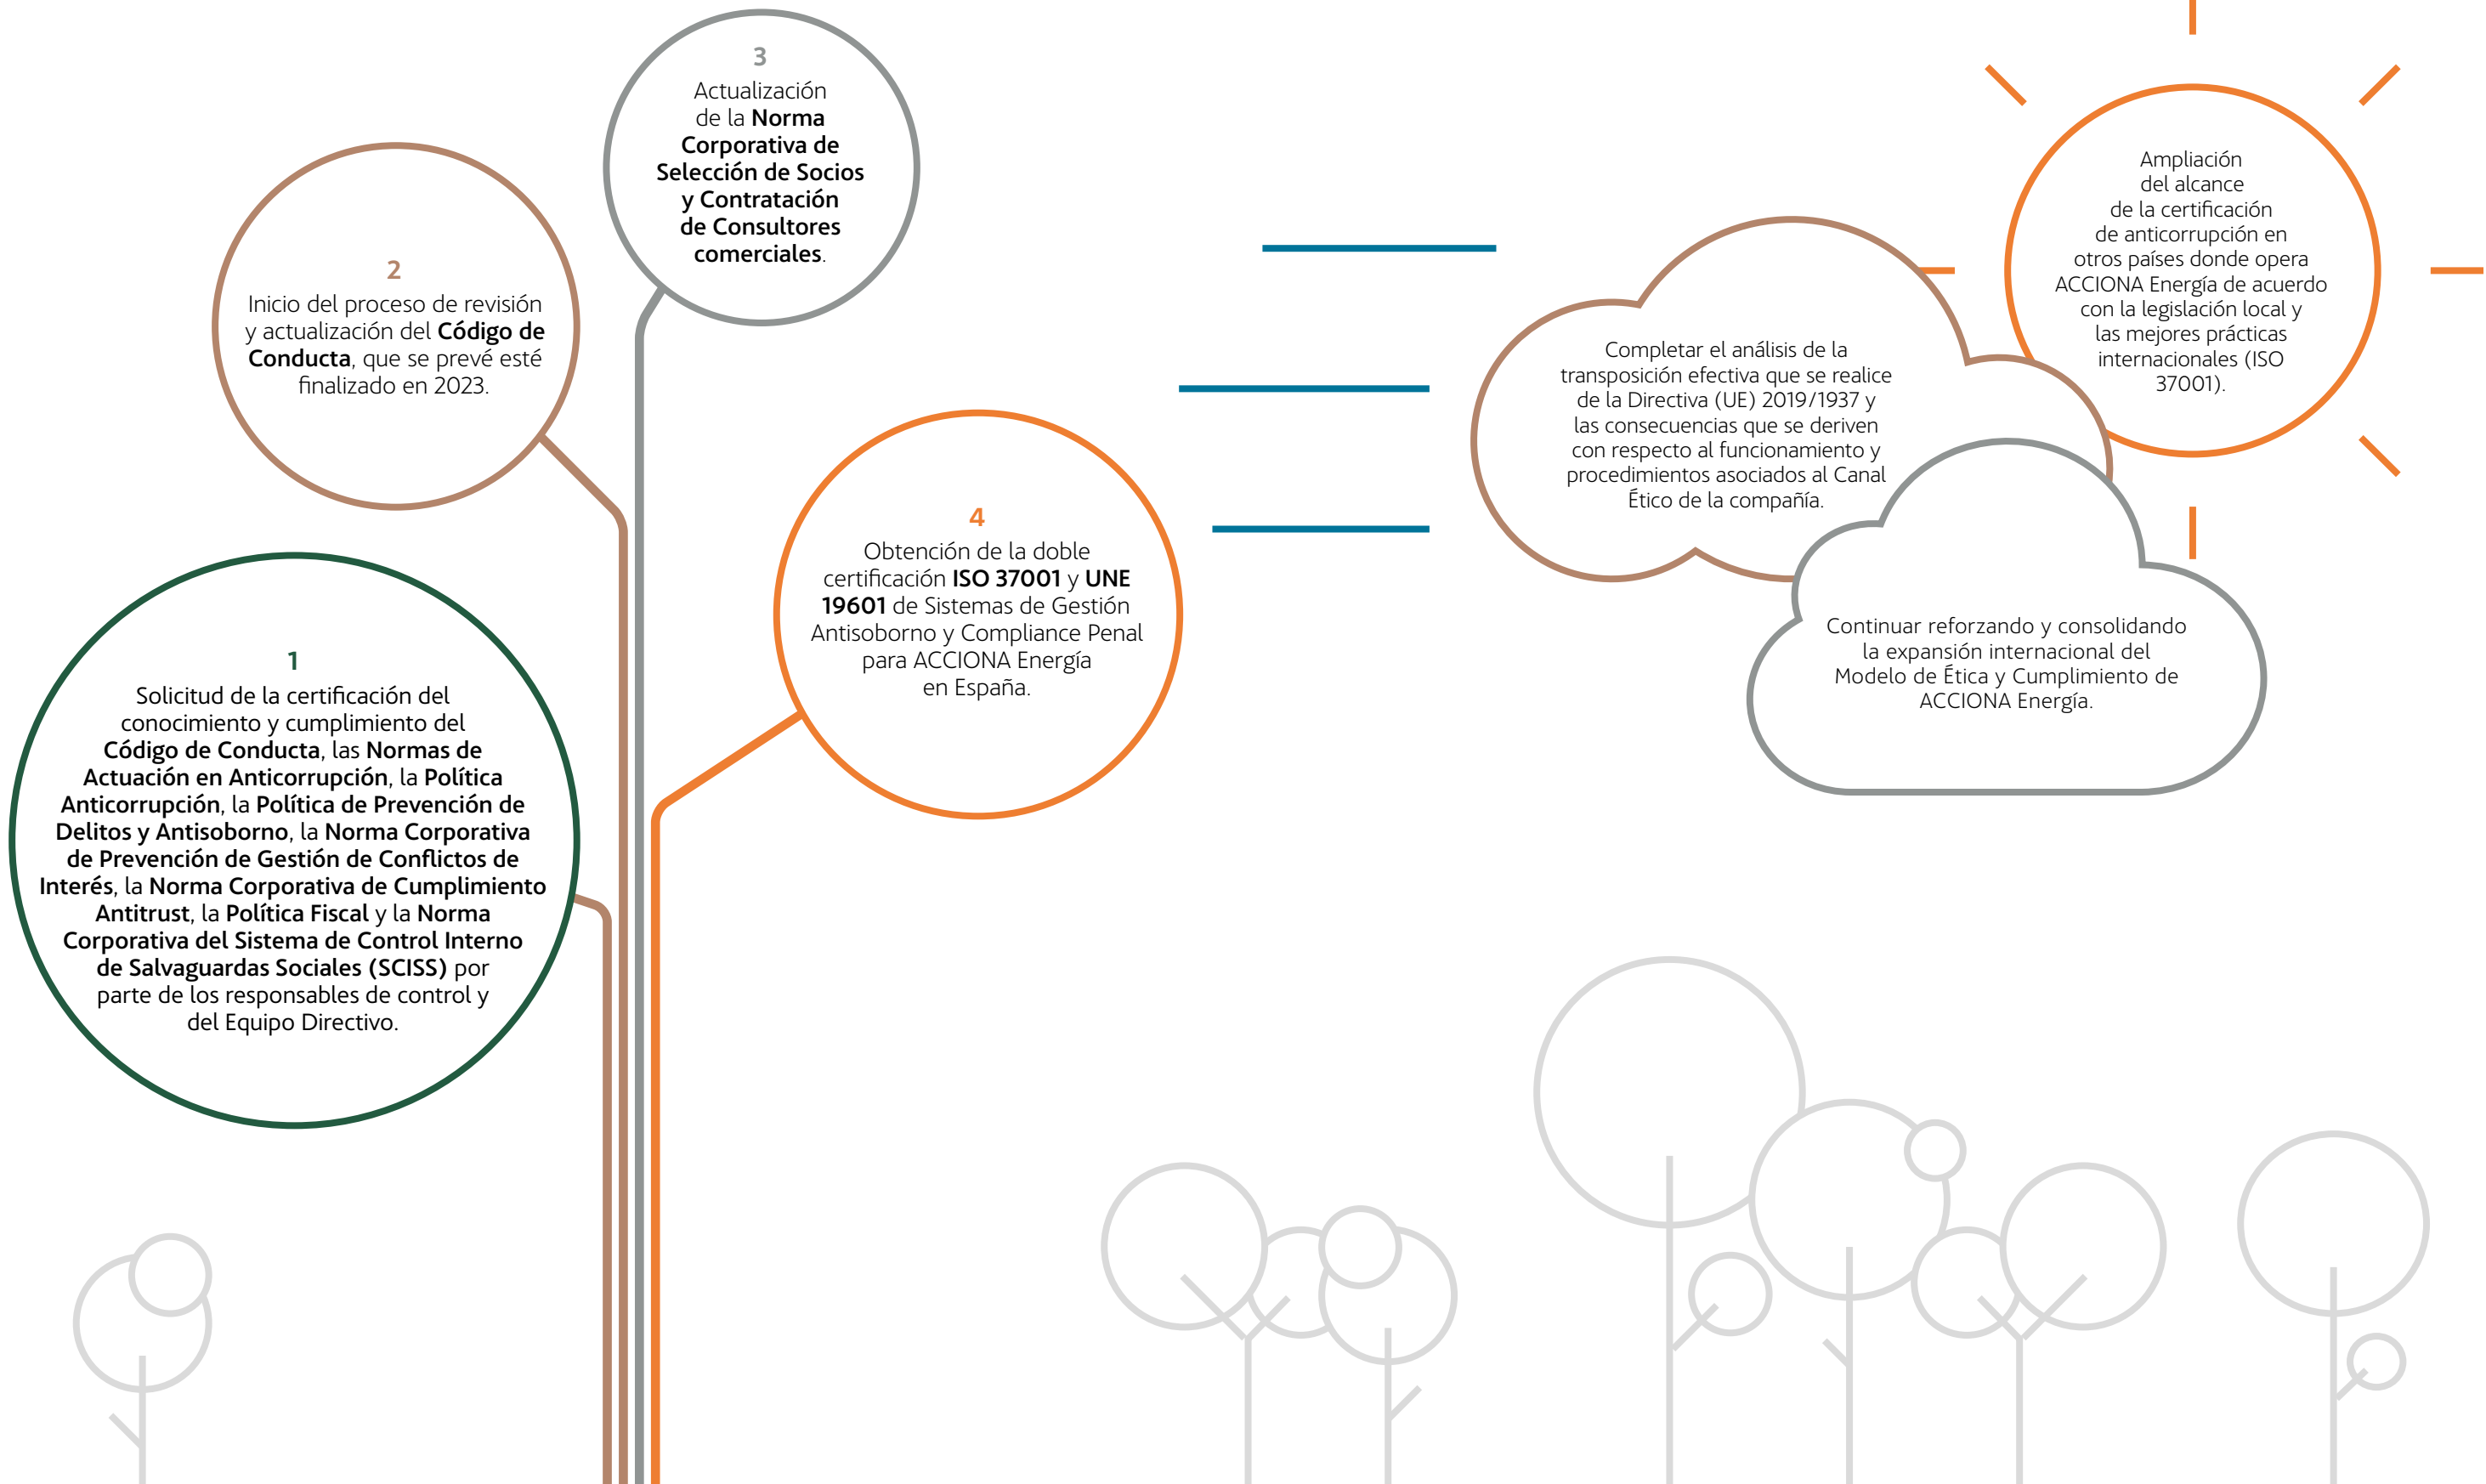 1
Solicitud de la certificación del
conocimiento y cumplimiento del
Código de Conducta, las Normas de
Actuación en Anticorrupción, la Política
Anticorrupción, la Política de Prevención de
Delitos y Antisoborno, la Norma Corporativa
de Prevención de Gestión de Conflictos de
Interés, la Norma Corporativa de Cumplimiento
Antitrust, la Política Fiscal y la Norma
Corporativa del Sistema de Control Interno
de Salvaguardas Sociales (SCISS) por
parte de los responsables de control y
del Equipo Directivo.
2
Inicio del proceso de revisión
y actualización del Código de
Conducta, que se prevé esté
finalizado en 2023.
3
Actualización
de la Norma
Corporativa de
Selección de Socios
y Contratación
de Consultores
comerciales.
4
Obtención de la doble
certificación ISO 37001 y UNE
19601 de Sistemas de Gestión
Antisoborno y Compliance Penal
para ACCIONA Energía
en España.
Completar el análisis de la
transposición efectiva que se realice
de la Directiva (UE) 2019/1937 y
las consecuencias que se deriven
con respecto al funcionamiento y
procedimientos asociados al Canal
Ético de la compañía.
Ampliación
del alcance
de la certificación
de anticorrupción en
otros países donde opera
ACCIONA Energía de acuerdo
con la legislación local y
las mejores prácticas
internacionales (ISO
37001).
Continuar reforzando y consolidando
la expansión internacional del
Modelo de Ética y Cumplimiento de
ACCIONA Energía.